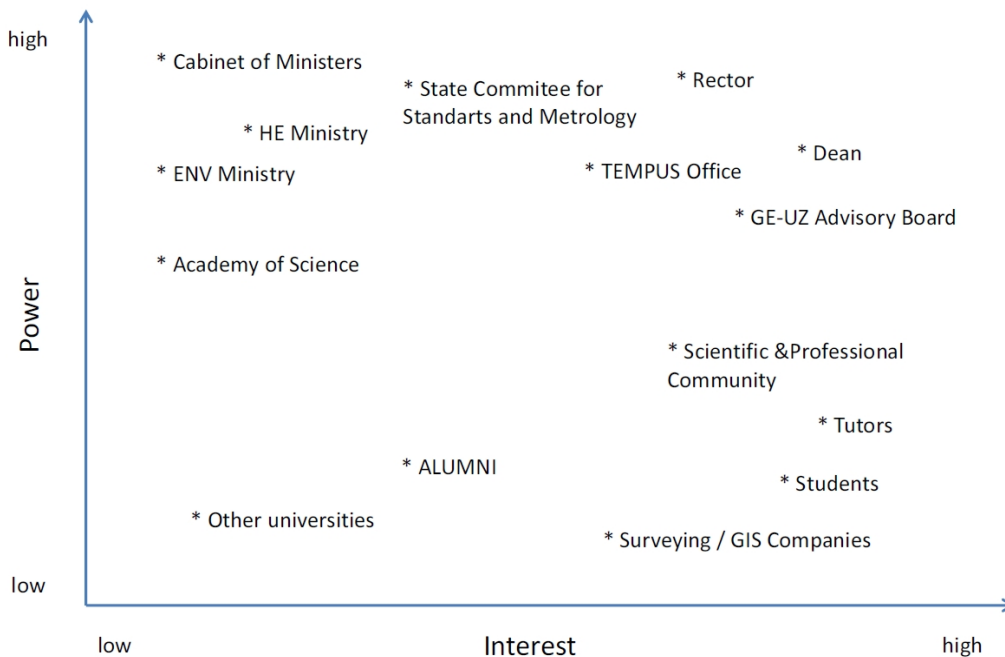 high
* Cabinet of Ministers
* State Commitee for
Standarts and Metrology
* Rector
* HE Ministry
* Dean
* ENV Ministry
* TEMPUS Office
* GE-UZ Advisory Board
* Academy of Science
Power
* Scientific &Professional
Community
* Tutors
* ALUMNI
* Students
* Other universities
* Surveying / GIS Companies
low
low
Interest
high